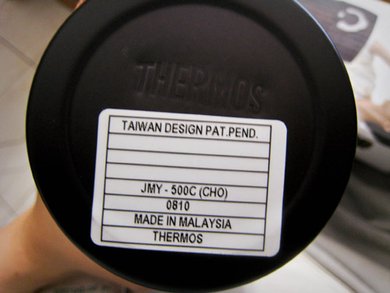 THERMOS
TAIWAN DESIGN PAT.PEND.
JMY - 500C (CHO)
0810
MADE IN MALAYSIA
THERMOS